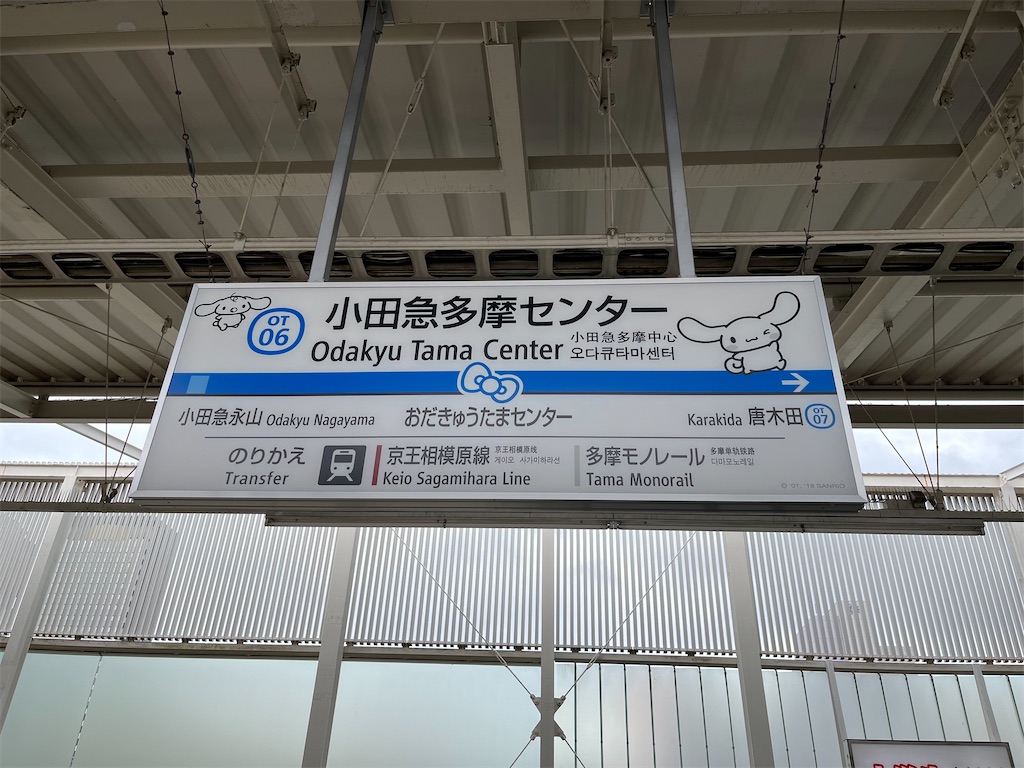 OT
06
小田急多摩センター
Odakyu Tama Center
小田急多摩中心
오다큐타마센터
小田急永山 Odakyu Nagayama
おだきゅうたまセンター
Karakida 唐木田
OT
07
のりかえ
Transfer
京王相模原線
京王相模原线
게이오 사가미하라선
Keio Sagamihara Line
多摩モノレール
多摩单轨铁路
다마모노레일
Tama Monorail
© '01, '18 SANRIO